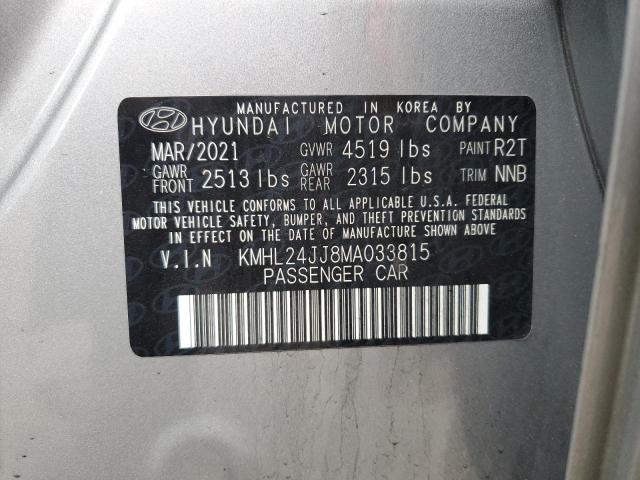 MANUFACTURED IN KOREA BY
HYUNDAI MOTOR COMPANY
MAR/2021 GVWR 4519 lbs PAINT R2T
GAWR FRONT 2513 lbs GAWR REAR 2315 lbs TRIM NNB
THIS VEHICLE CONFORMS TO ALL APPLICABLE U.S.A. FEDERAL
MOTOR VEHICLE SAFETY, BUMPER, AND THEFT PREVENTION STANDARDS
IN EFFECT ON THE DATE OF MANUFACTURE SHOWN ABOVE
V.I.N KMHL24JJ8MA033815
PASSENGER CAR